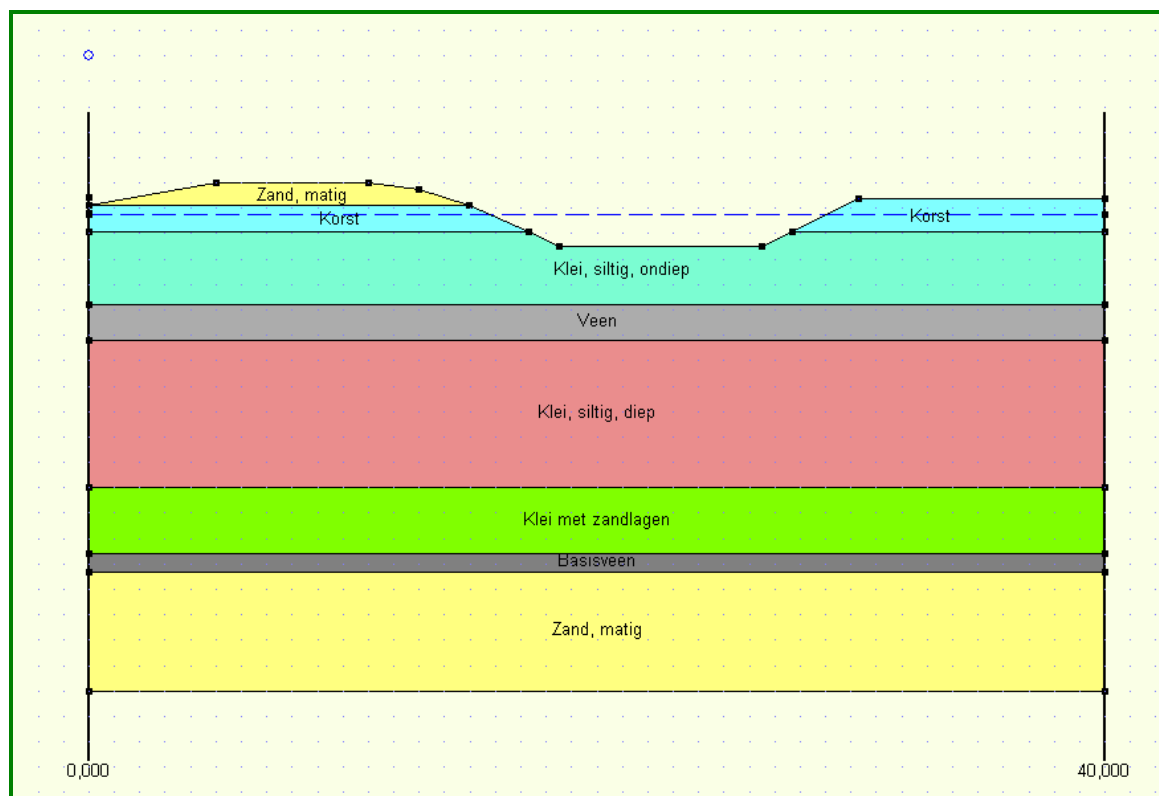 Zand, matig
Korst
Korst
Klei, siltig, ondiep
Veen
Klei, siltig, diep
Klei met zandlagen
Basisveen
Zand, matig
0,000
40,000